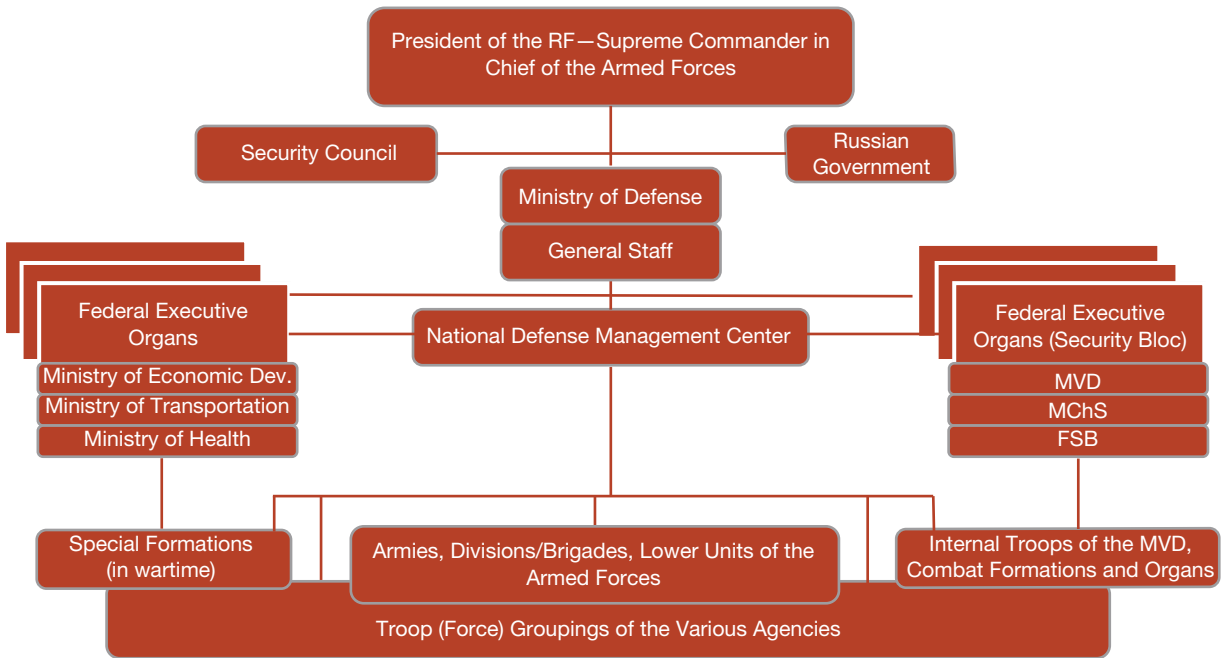 President of the RF—Supreme Commander in
Chief of the Armed Forces
Security Council
Russian
Government
Ministry of Defense
General Staff
Federal Executive
Organs
National Defense Management Center
Federal Executive
Organs (Security Bloc)
Ministry of Economic Dev.
Ministry of Transportation
Ministry of Health
MVD
MChS
FSB
Special Formations
(in wartime)
Armies, Divisions/Brigades, Lower Units of the
Armed Forces
Internal Troops of the MVD,
Combat Formations and Organs
Troop (Force) Groupings of the Various Agencies